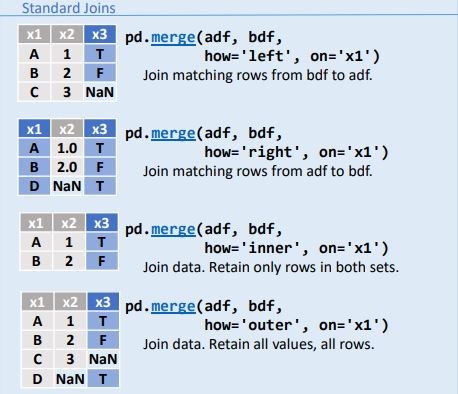 Standard Joins
x1 x2 x3
A 1 T
B 2 F
C 3 NaN
pd.merge(adf, bdf,
how='left', on='x1')
Join matching rows from bdf to adf.
x1 x2 x3
A 1.0 T
B 2.0 F
D NaN T
pd.merge(adf, bdf,
how='right', on='x1')
Join matching rows from adf to bdf.
x1 x2 x3
A 1 T
B 2 F
pd.merge(adf, bdf,
how='inner', on='x1')
Join data. Retain only rows in both sets.
x1 x2 x3
A 1 T
B 2 F
C 3 NaN
D NaN T
pd.merge(adf, bdf,
how='outer', on='x1')
Join data. Retain all values, all rows.